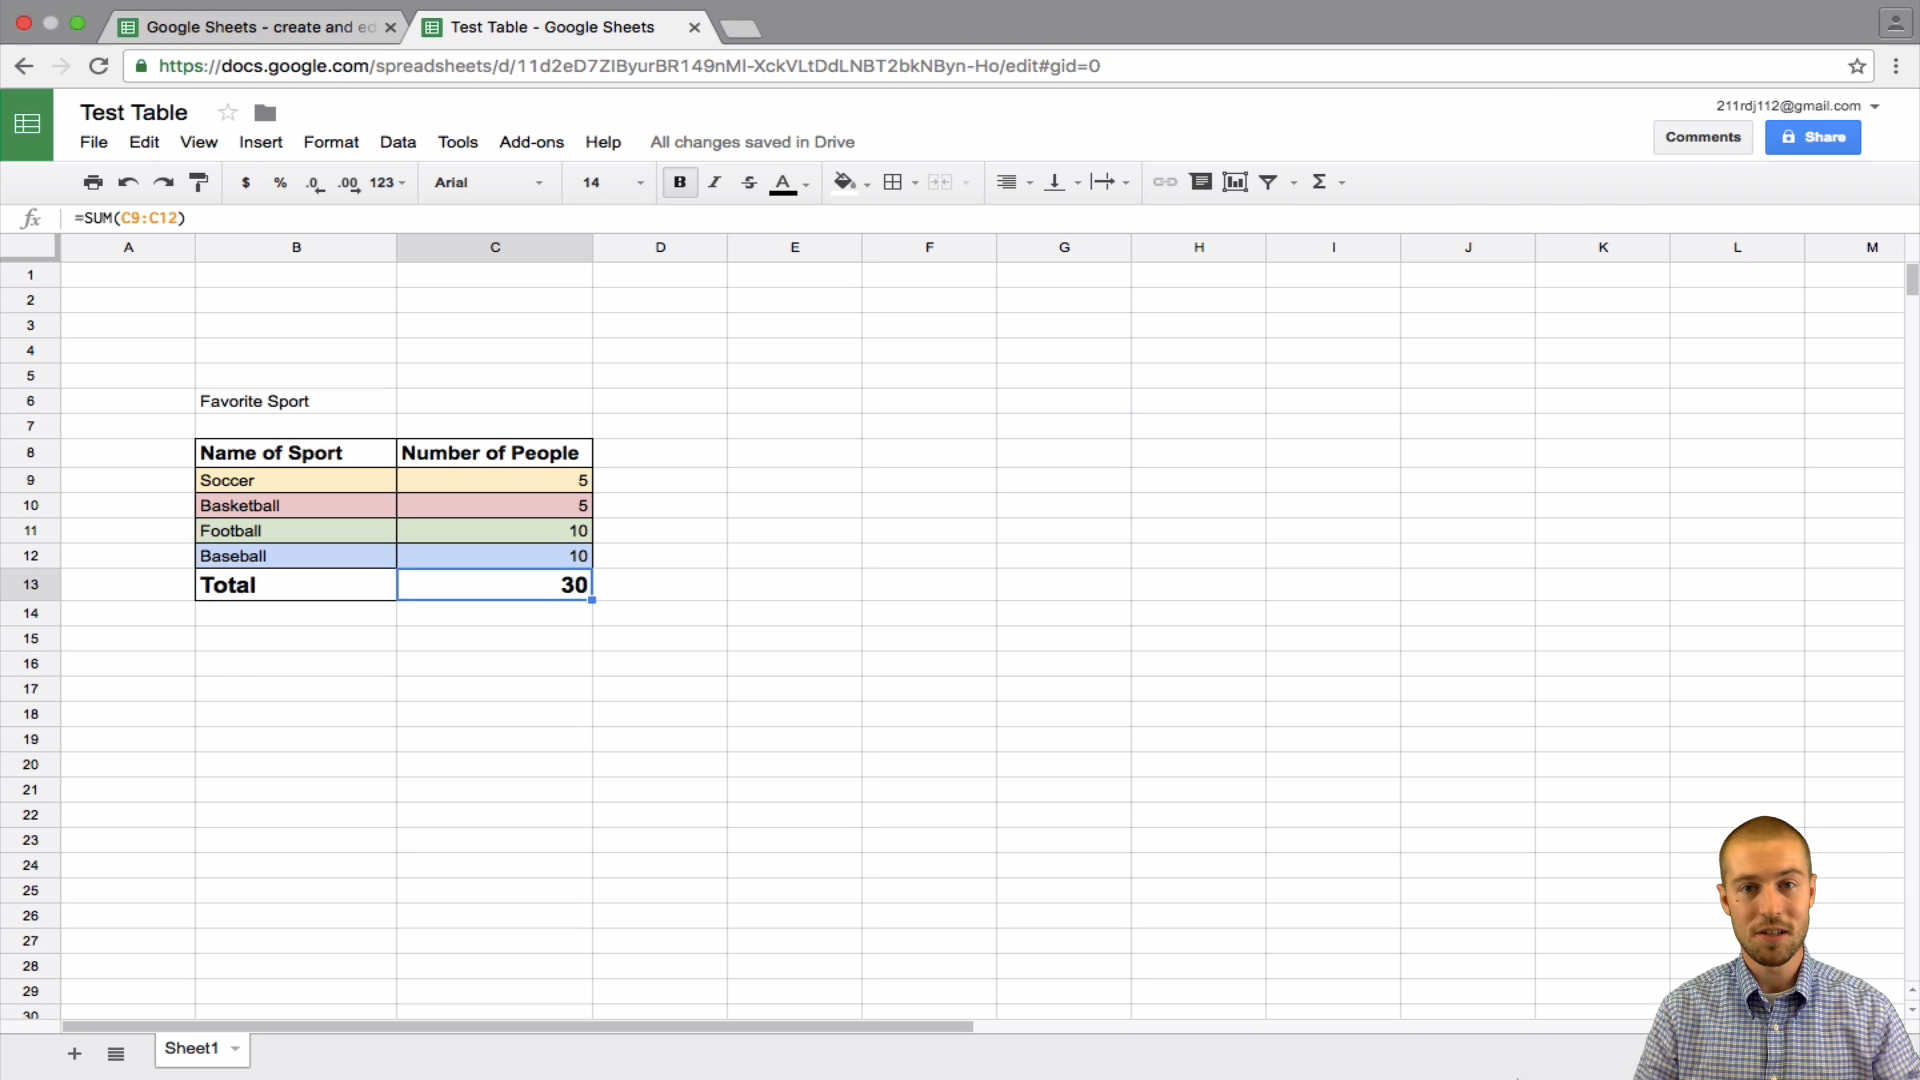 Google Sheets - create and ed
Test Table - Google Sheets
https://docs.google.com/spreadsheets/d/11d2eD7ZIByurBR149nMI-XckVLtDdLNBT2bkNByn-Ho/edit#gid=0
Test Table
211rdj112@gmail.com
File Edit View Insert Format Data Tools Add-ons Help All changes saved in Drive
Comments Share
$ % .0 .00 123 Arial 14 B I S A Σ
fx =SUM(C9:C12)
A B C D E F G H I J K L M
1
2
3
4
5
6 Favorite Sport
7
8 Name of Sport Number of People
9 Soccer 5
10 Basketball 5
11 Football 10
12 Baseball 10
13 Total 30
14
15
16
17
18
19
20
21
22
23
24
25
26
27
28
29
30
+ Sheet1